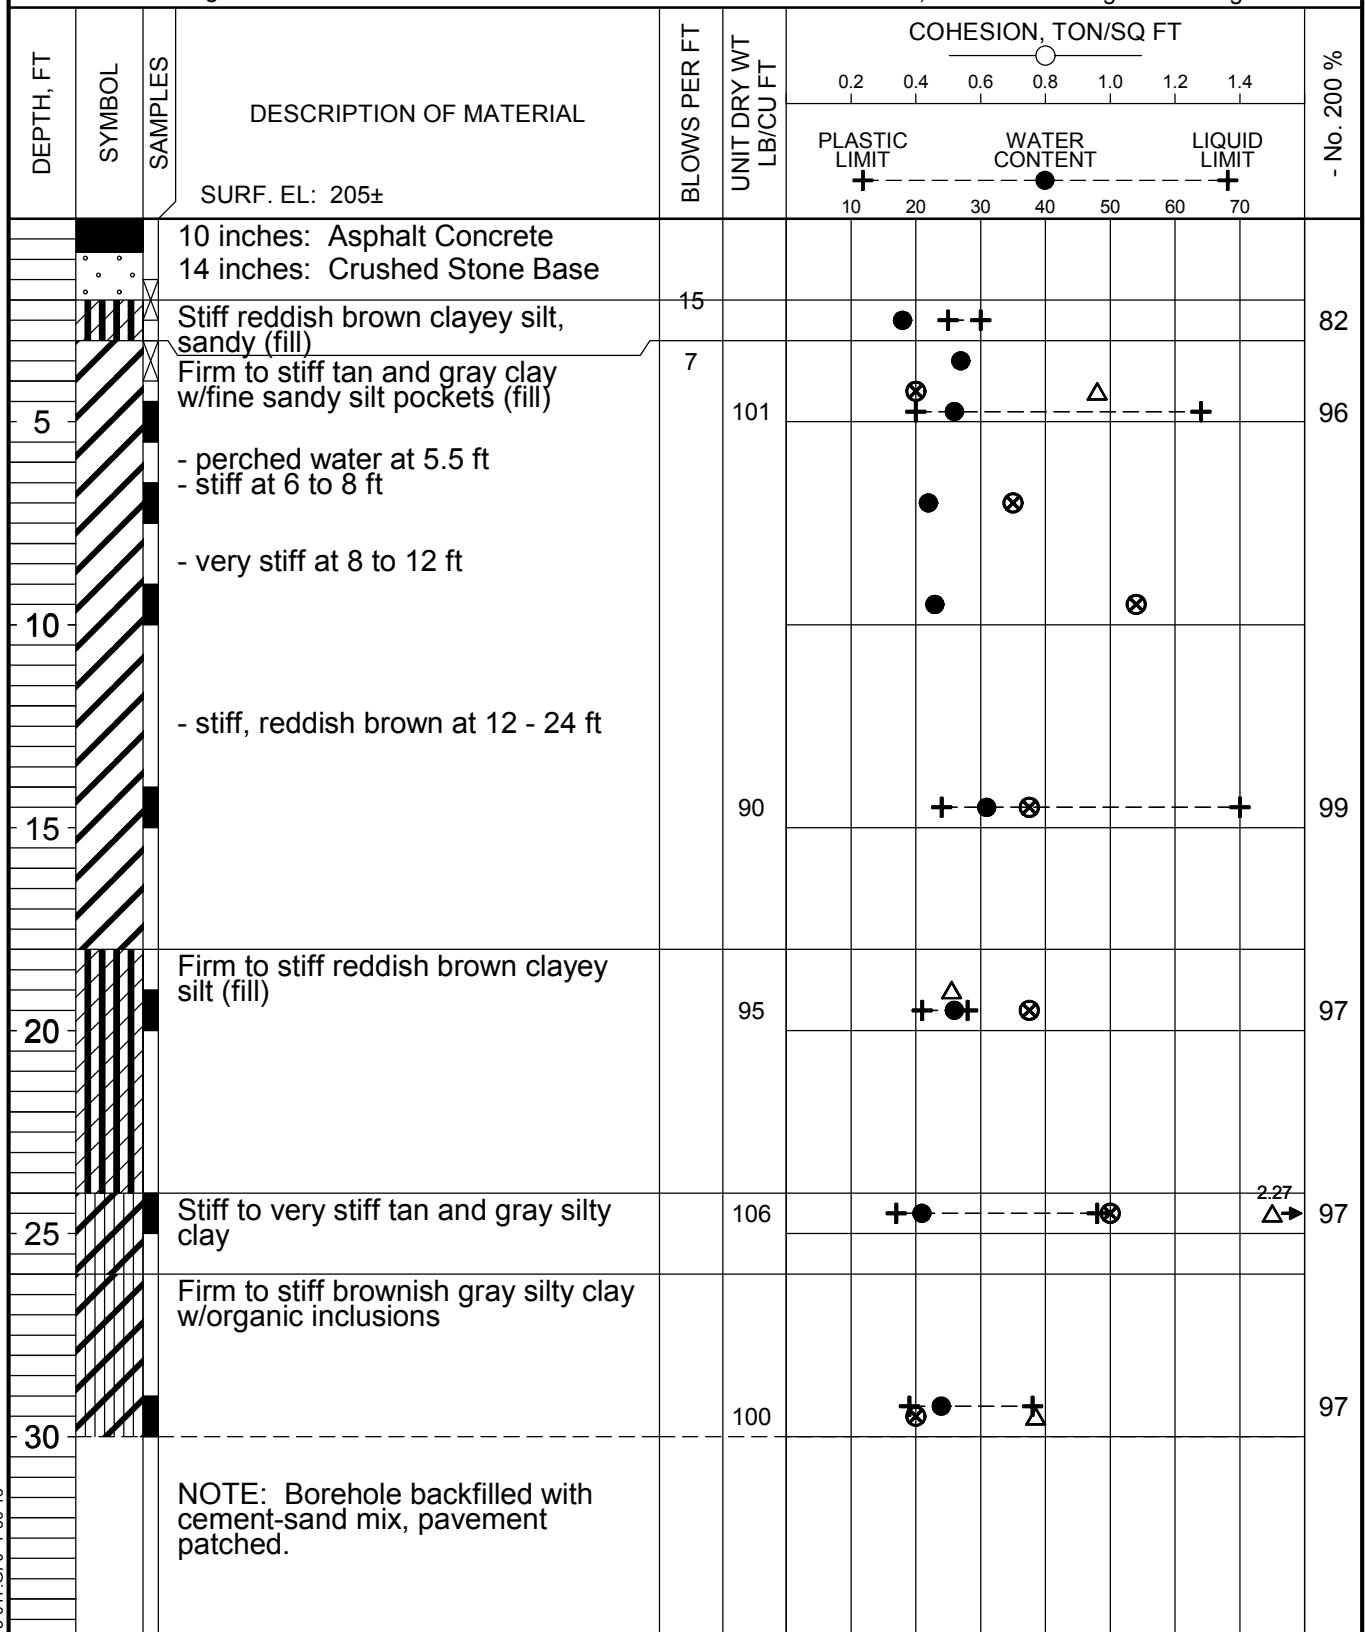 COHESION, TON/SQ FT
0.2 0.4 0.6 0.8 1.0 1.2 1.4
DEPTH, FT
SYMBOL
SAMPLES
DESCRIPTION OF MATERIAL
SURF. EL: 205±
BLOWS PER FT
UNIT DRY WT
LB/CU FT
PLASTIC
LIMIT
WATER
CONTENT
LIQUID
LIMIT
10 20 30 40 50 60 70
- No. 200 %
10 inches: Asphalt Concrete
14 inches: Crushed Stone Base
15
Stiff reddish brown clayey silt,
sandy (fill)
82
7
Firm to stiff tan and gray clay
w/fine sandy silt pockets (fill)
5
101
96
- perched water at 5.5 ft
- stiff at 6 to 8 ft
- very stiff at 8 to 12 ft
10
- stiff, reddish brown at 12 - 24 ft
90
99
15
Firm to stiff reddish brown clayey
silt (fill)
95
97
20
2.27
Stiff to very stiff tan and gray silty
clay
106
97
25
Firm to stiff brownish gray silty clay
w/organic inclusions
97
100
30
NOTE: Borehole backfilled with
cement-sand mix, pavement
patched.